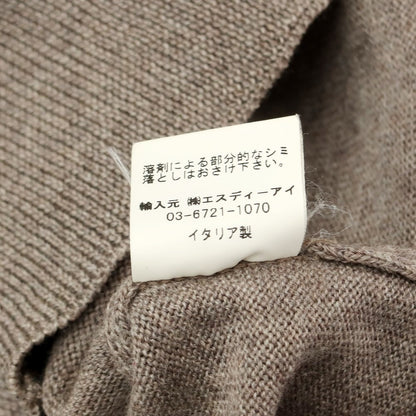 溶剤による部分的なシミ
落としはおさけ下さい。
輸入元 ㈱エスディーアイ
03-6721-1070
イタリア製